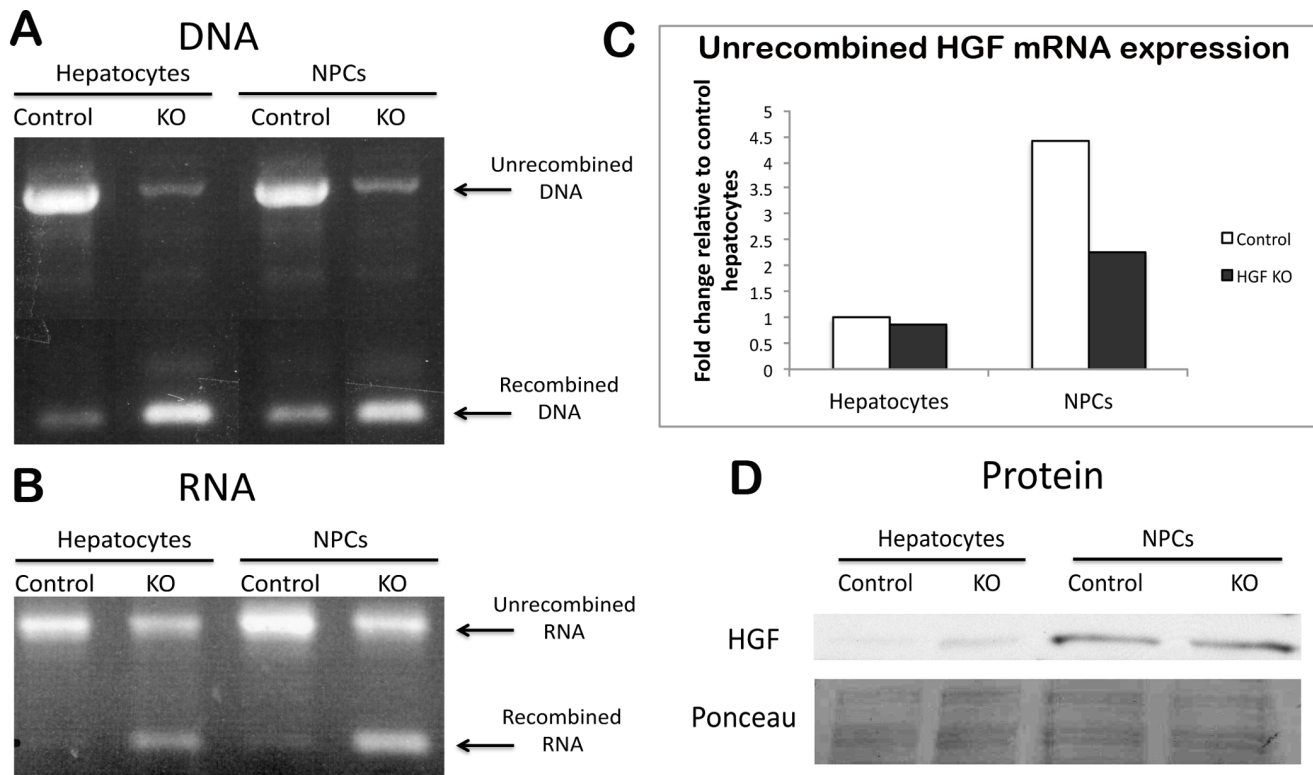 A
DNA
Hepatocytes NPCs
Control KO Control KO
Unrecombined
DNA
Recombined
DNA
B
RNA
Hepatocytes NPCs
Control KO Control KO
Unrecombined
RNA
Recombined
RNA
C
Unrecombined HGF mRNA expression
Fold change relative to control
hepatocytes
5
4.5
4
3.5
3
2.5
2
1.5
1
0.5
0
Hepatocytes NPCs
Control
HGF KO
D
Protein
Hepatocytes NPCs
Control KO Control KO
HGF
Ponceau